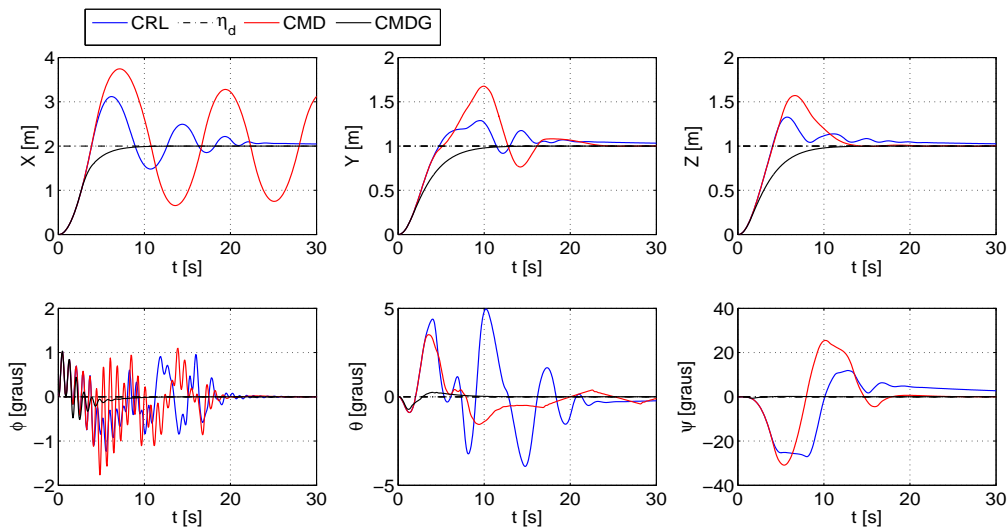 CRL η_d CMD CMDG
4 3 2 1 0
X [m]
0 10 20 30
t [s]
2 1.5 1 0.5 0
Y [m]
0 10 20 30
t [s]
2 1.5 1 0.5 0
Z [m]
0 10 20 30
t [s]
2 1 0 −1 −2
ϕ [graus]
0 10 20 30
t [s]
5 0 −5
θ [graus]
0 10 20 30
t [s]
40 20 0 −20 −40
ψ [graus]
0 10 20 30
t [s]